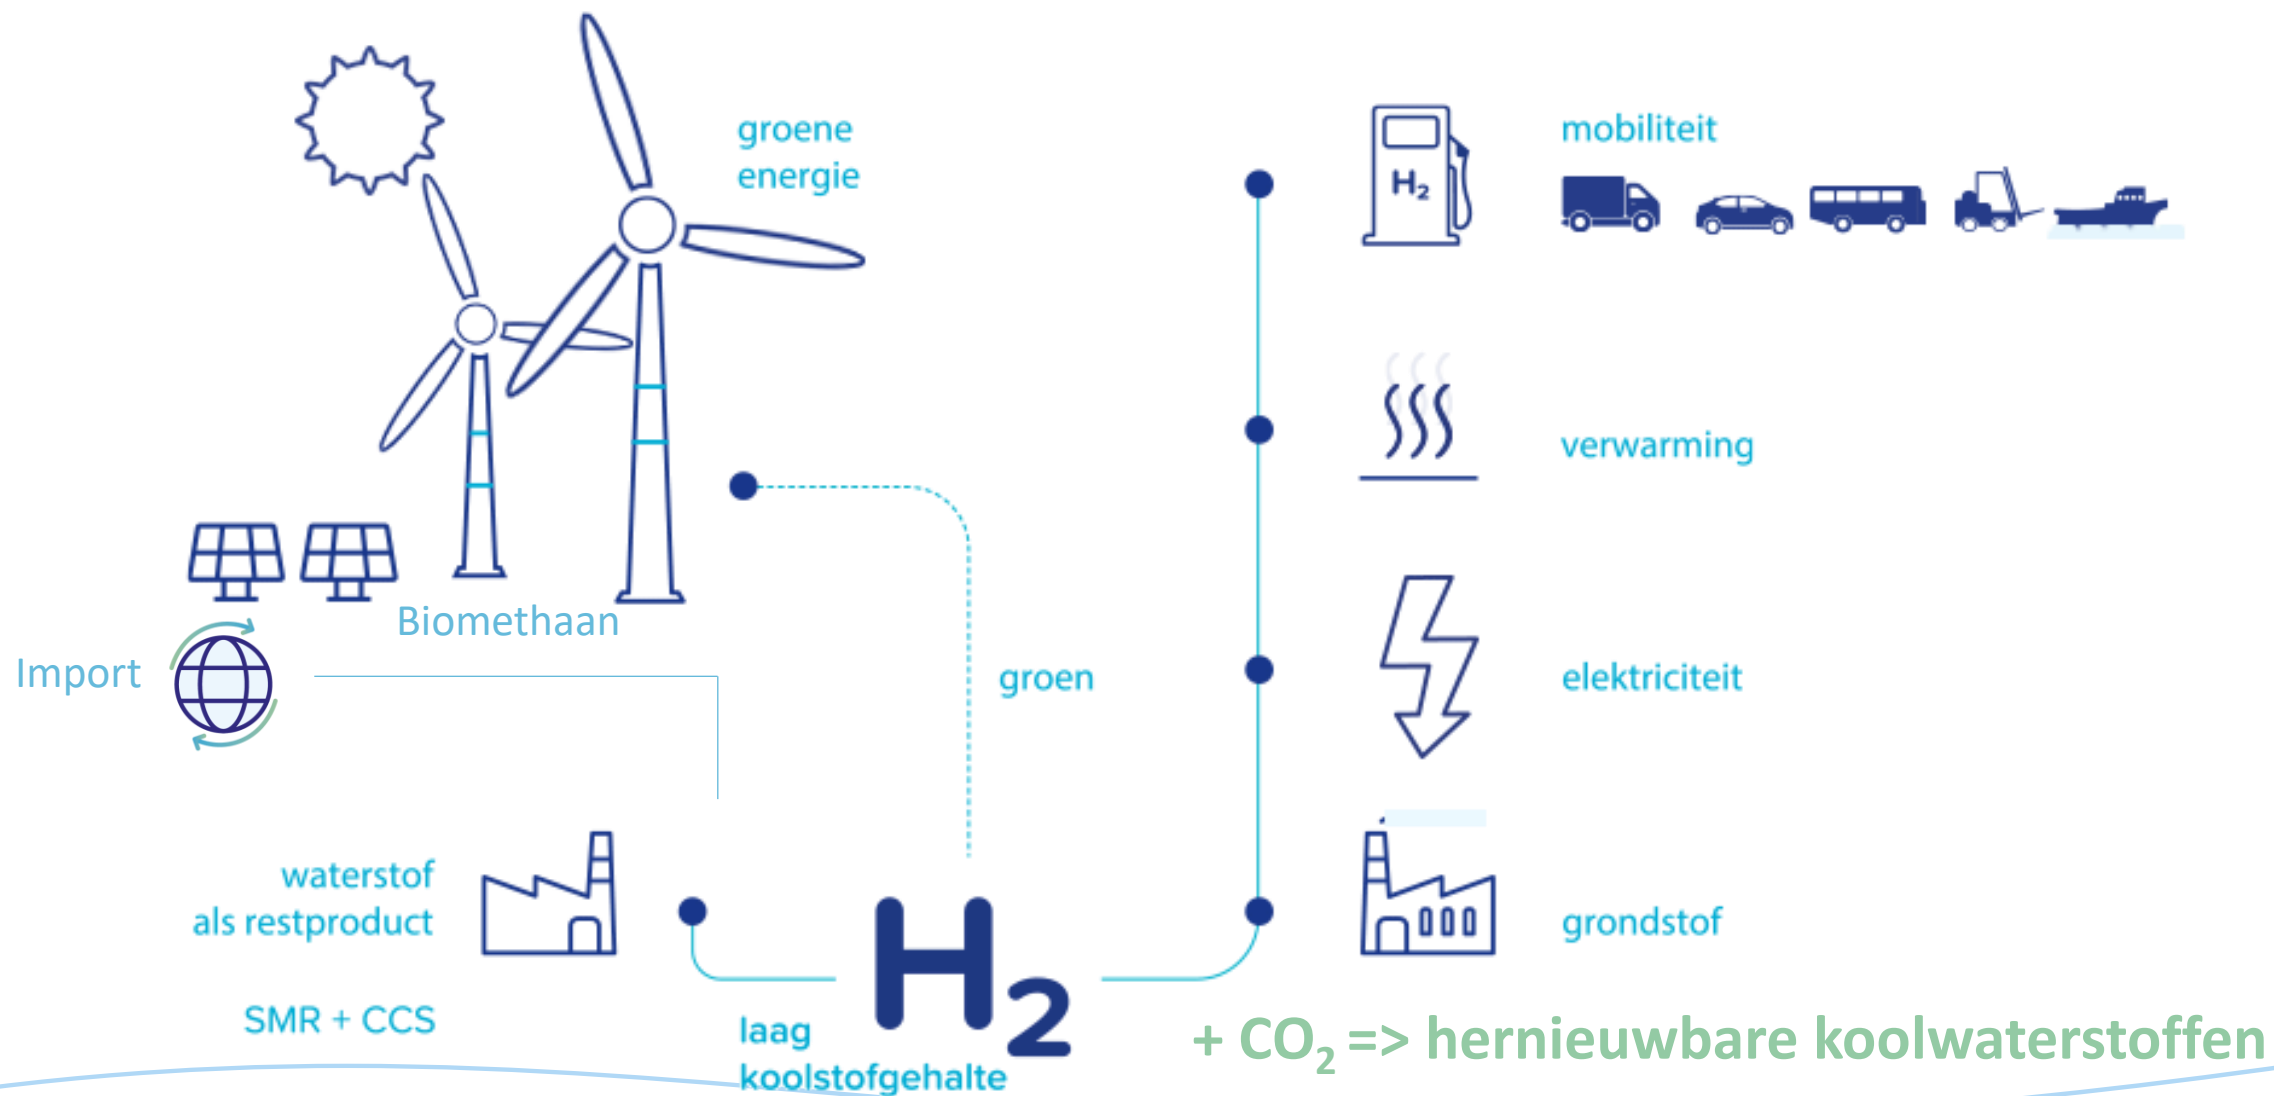 groene
energie
Biomethaan
Import
groen
waterstof
als restproduct
SMR + CCS
H2
laag
koolstofgehalte
H2
mobiliteit
verwarming
elektriciteit
grondstof
+ CO2 => hernieuwbare koolwaterstoffen